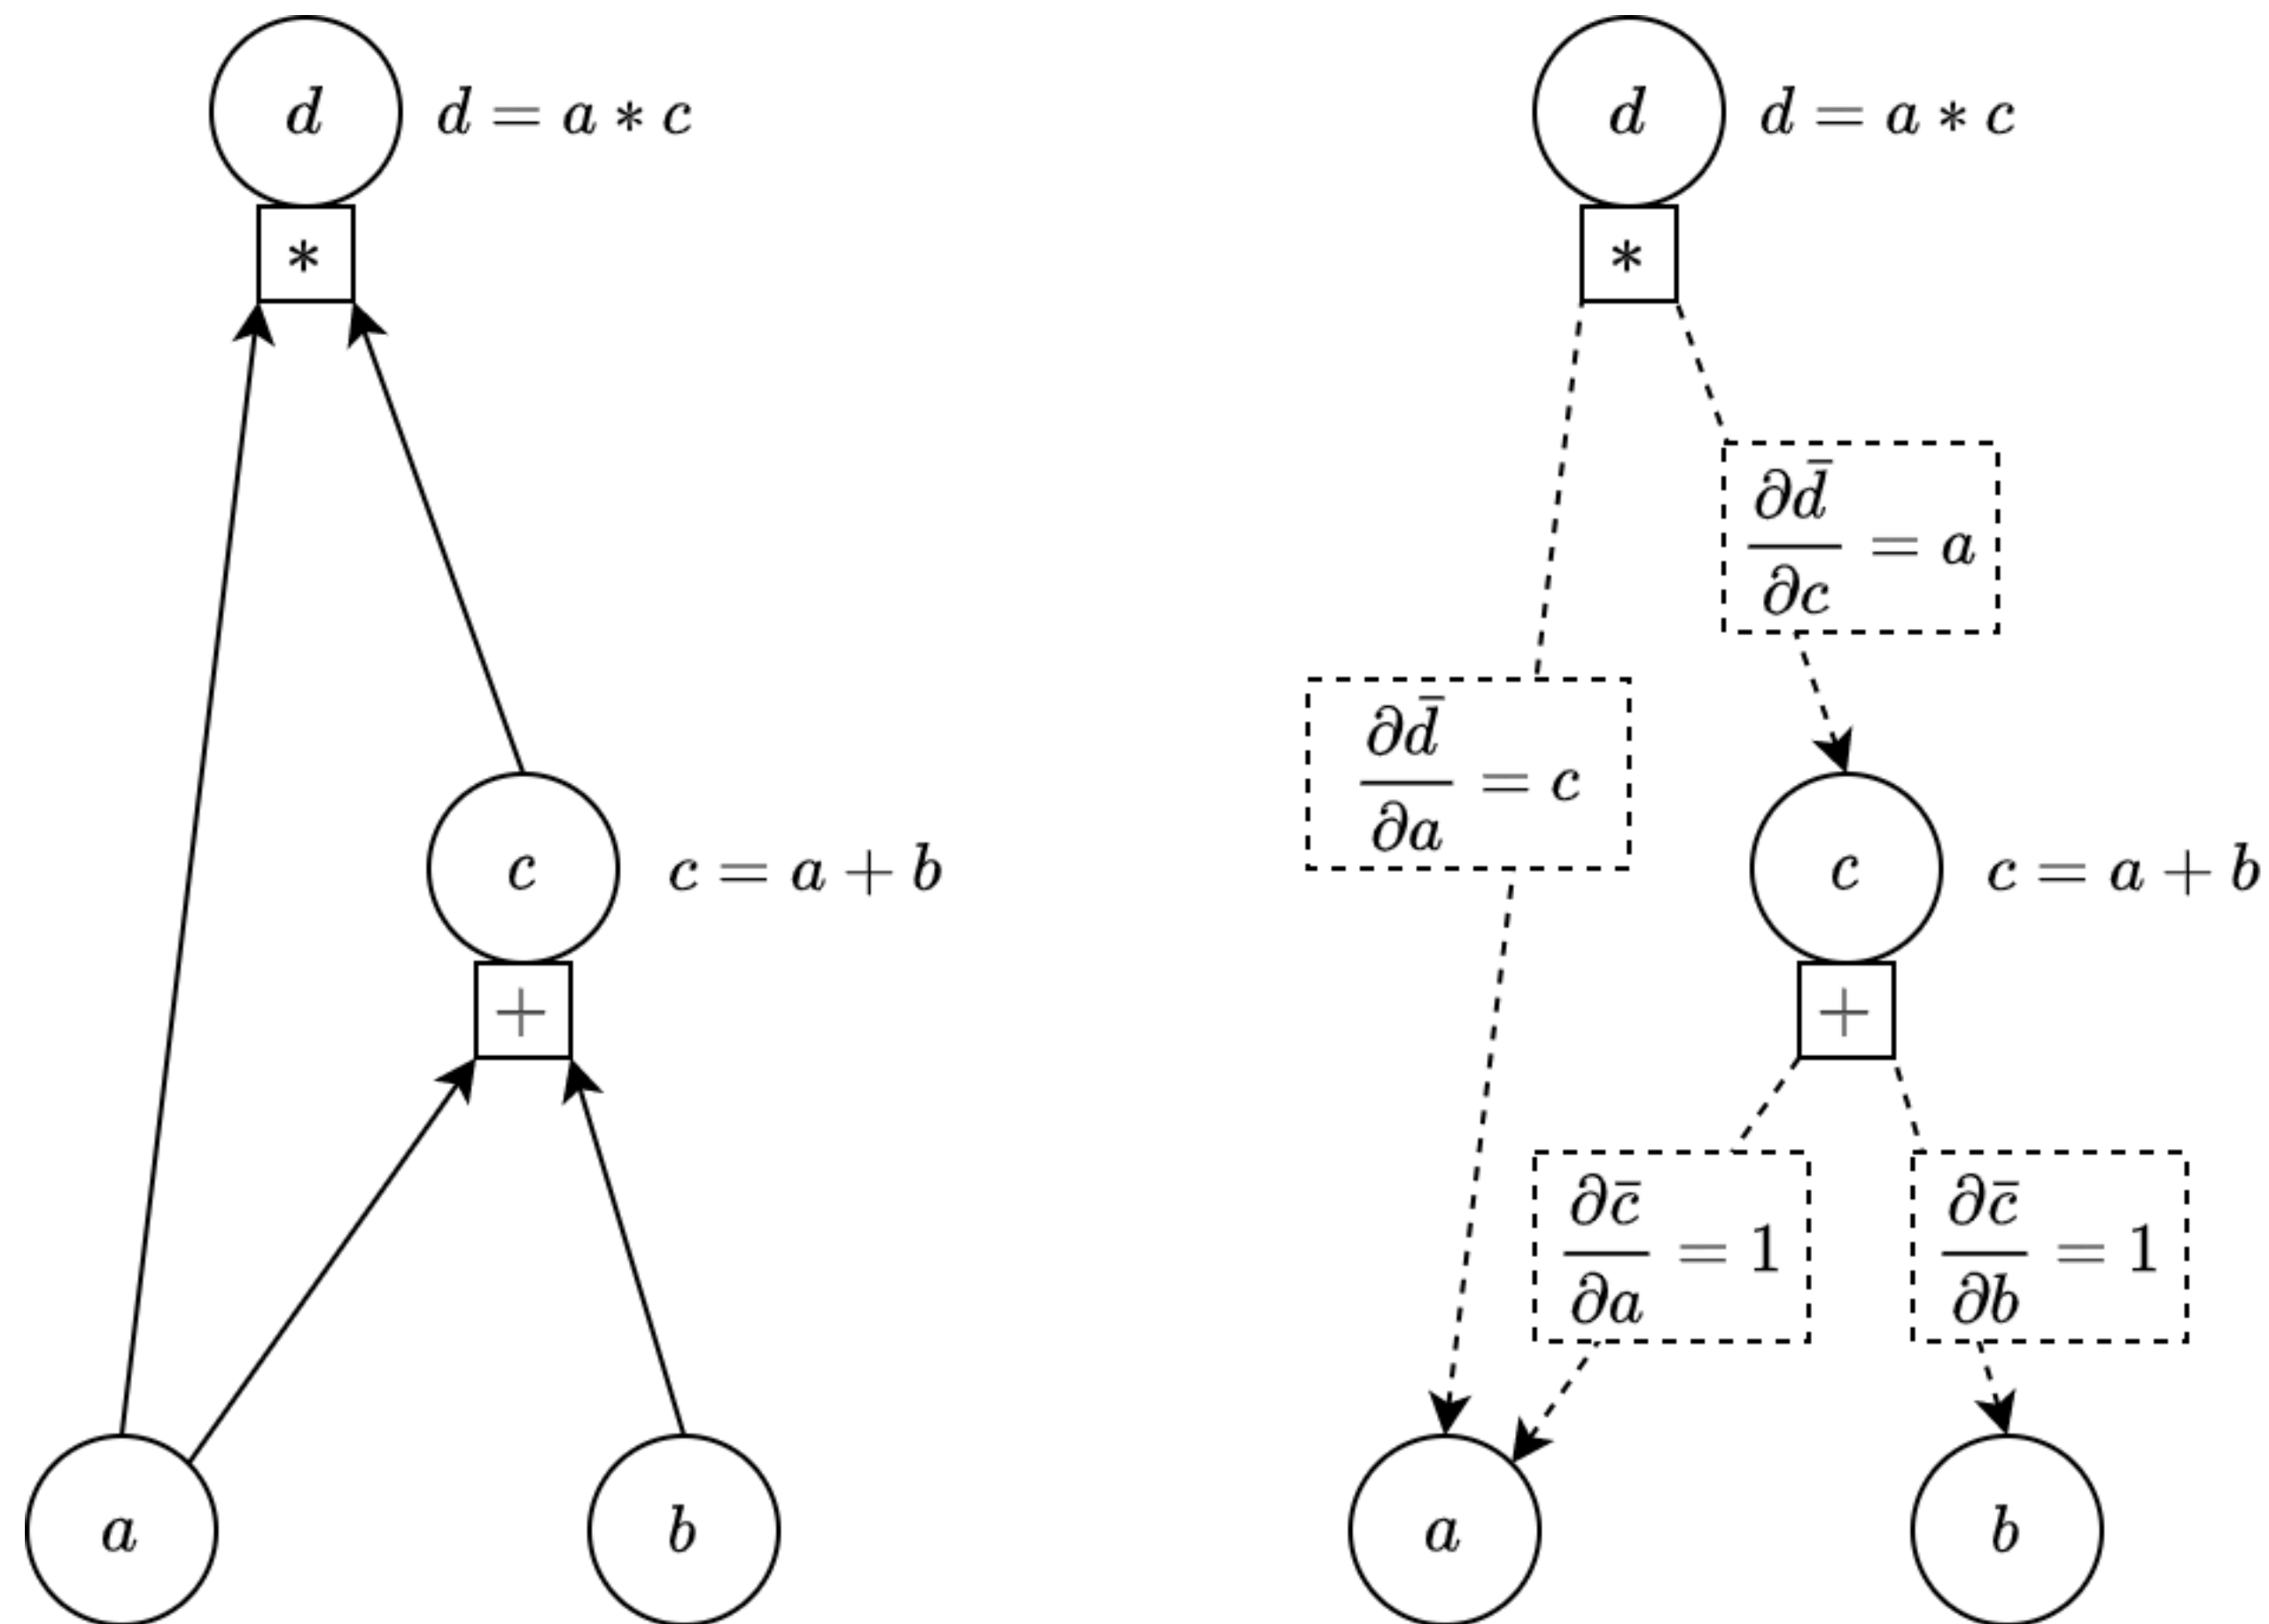 d d = a * c
*
c c = a + b
+
a b
d d = a * c
*
∂d̄/∂c = a
∂d̄/∂a = c
c c = a + b
+
∂c̄/∂a = 1 ∂c̄/∂b = 1
a b